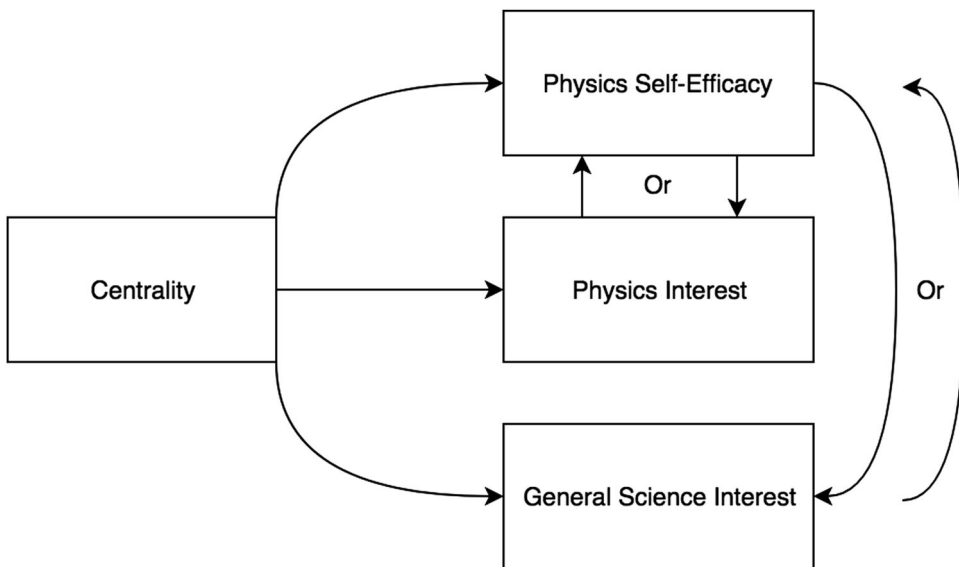 Physics Self-Efficacy
Or
Centrality
Physics Interest
Or
General Science Interest